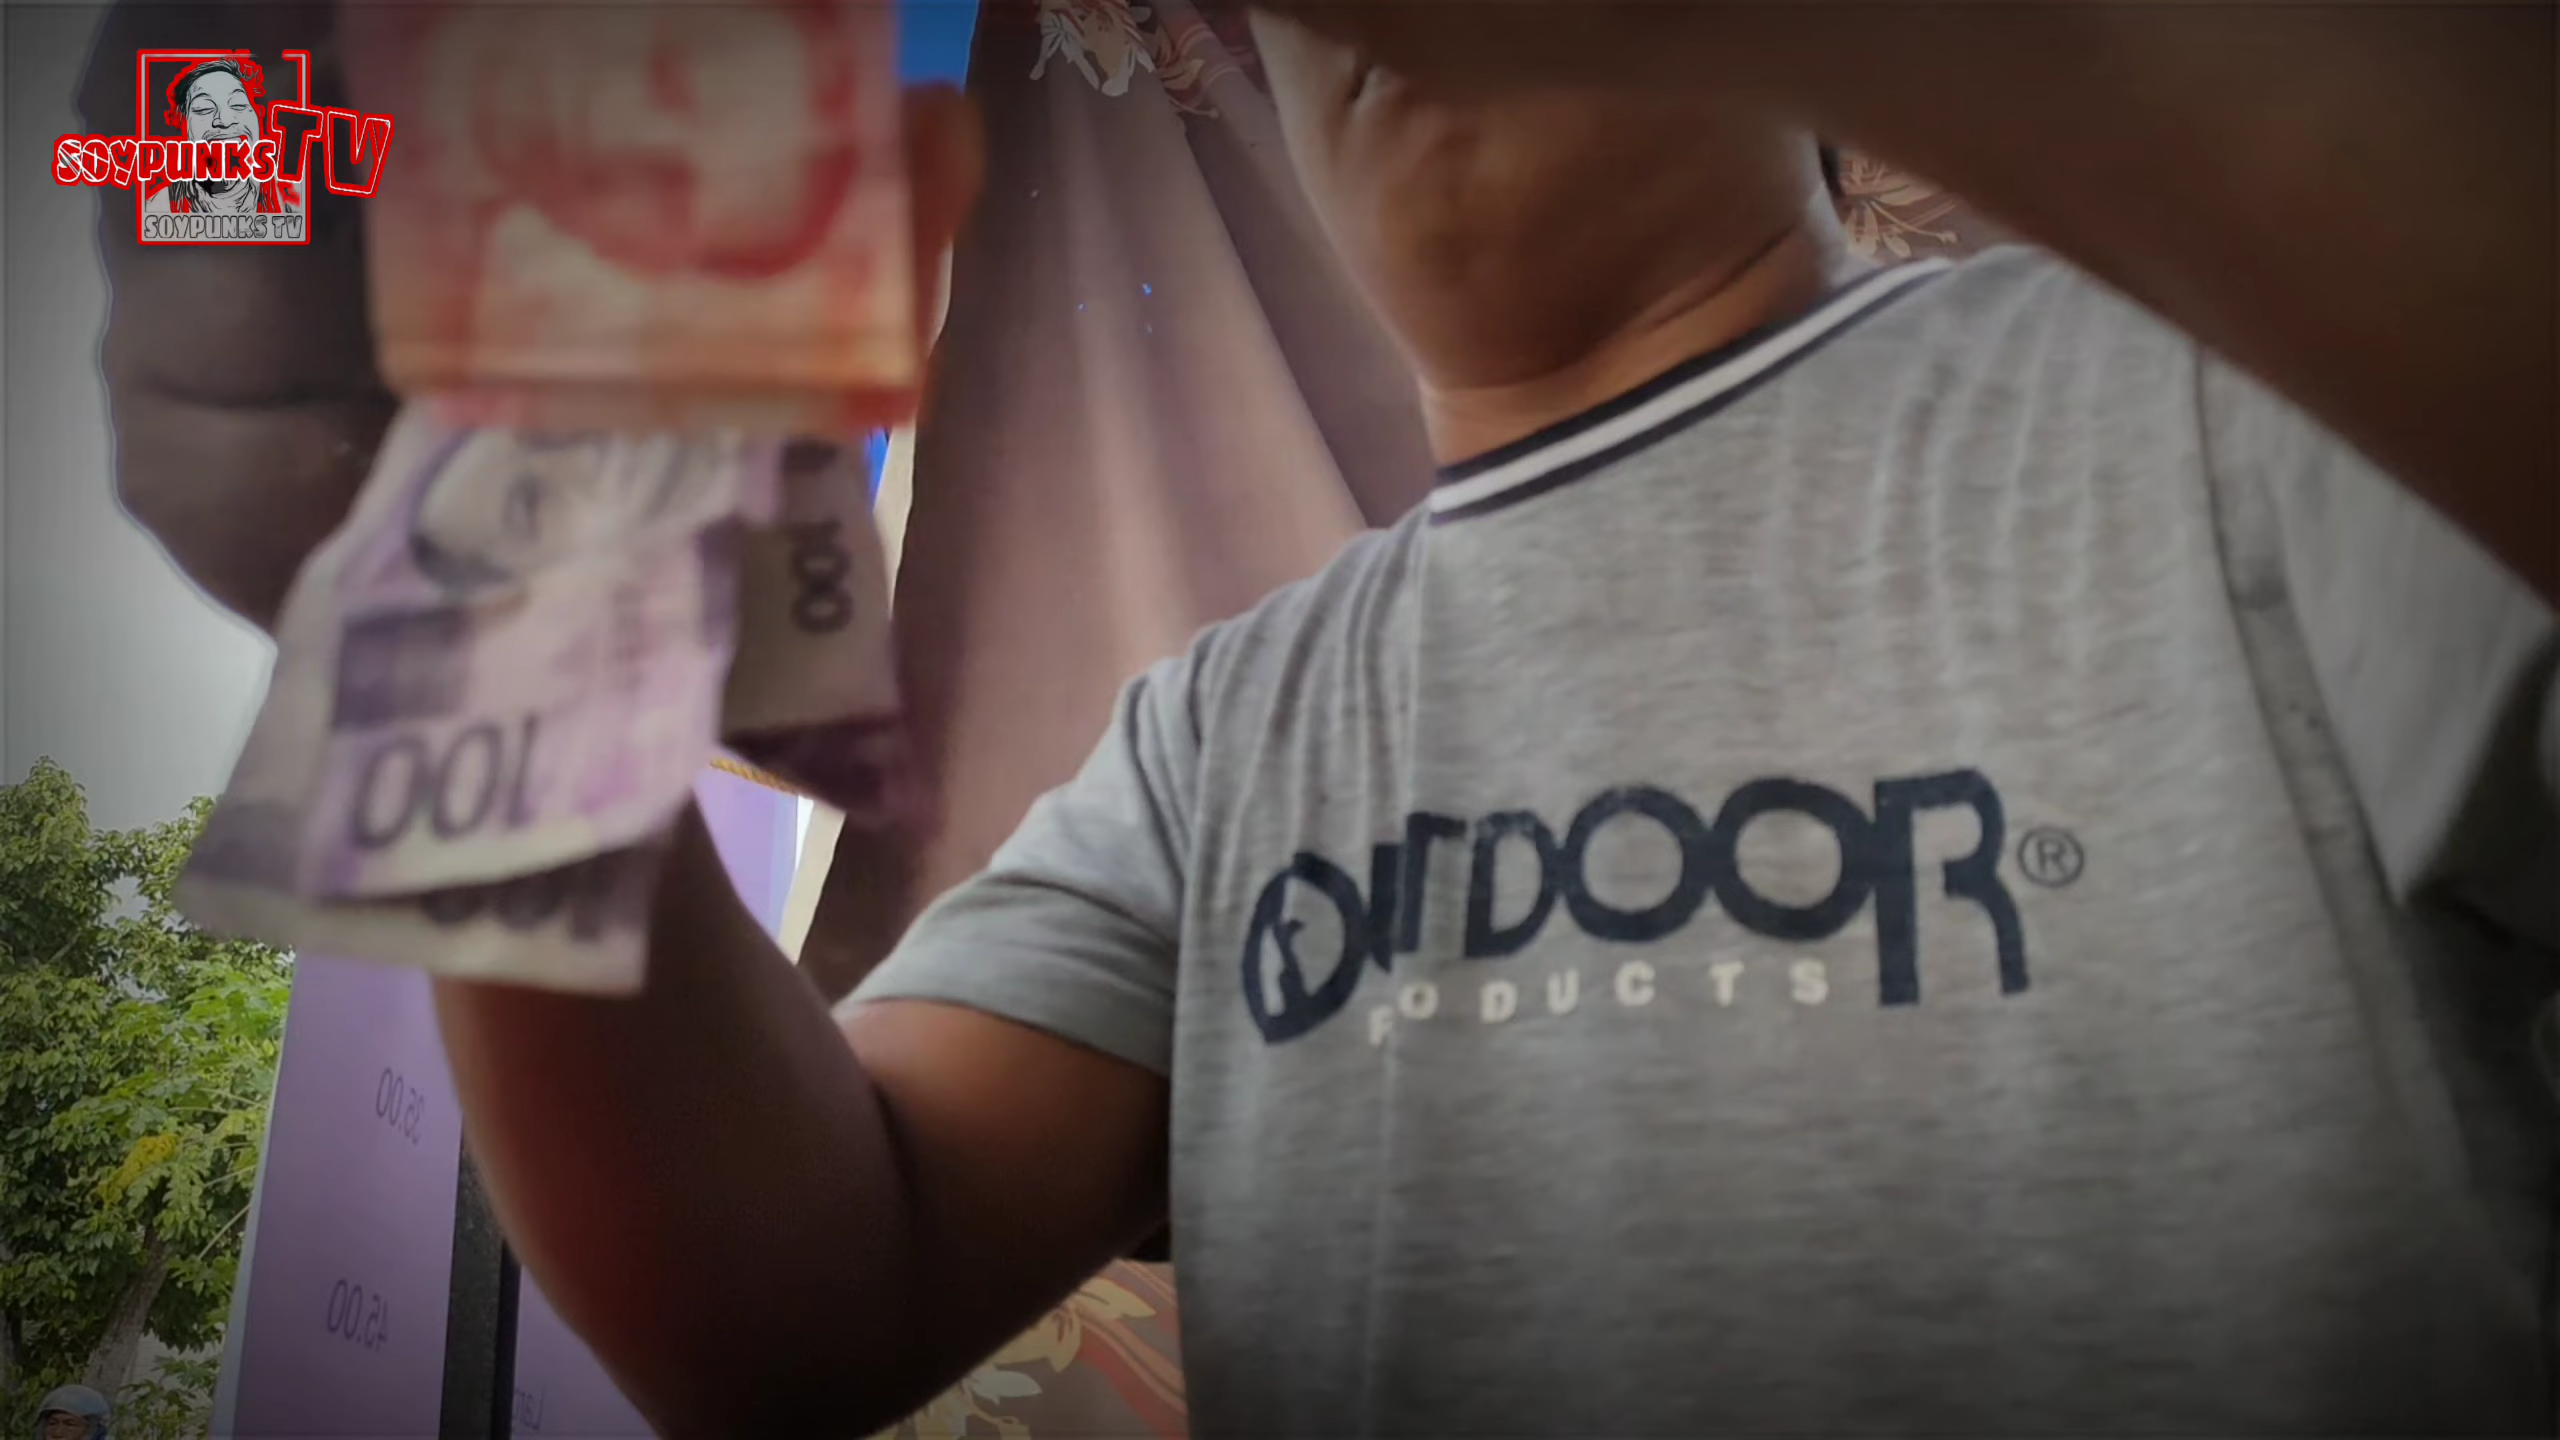 SOYPUNKS TV
SOYPUNKS TV
100
100
OUTDOOR ®
PRODUCTS
35.00
45.00